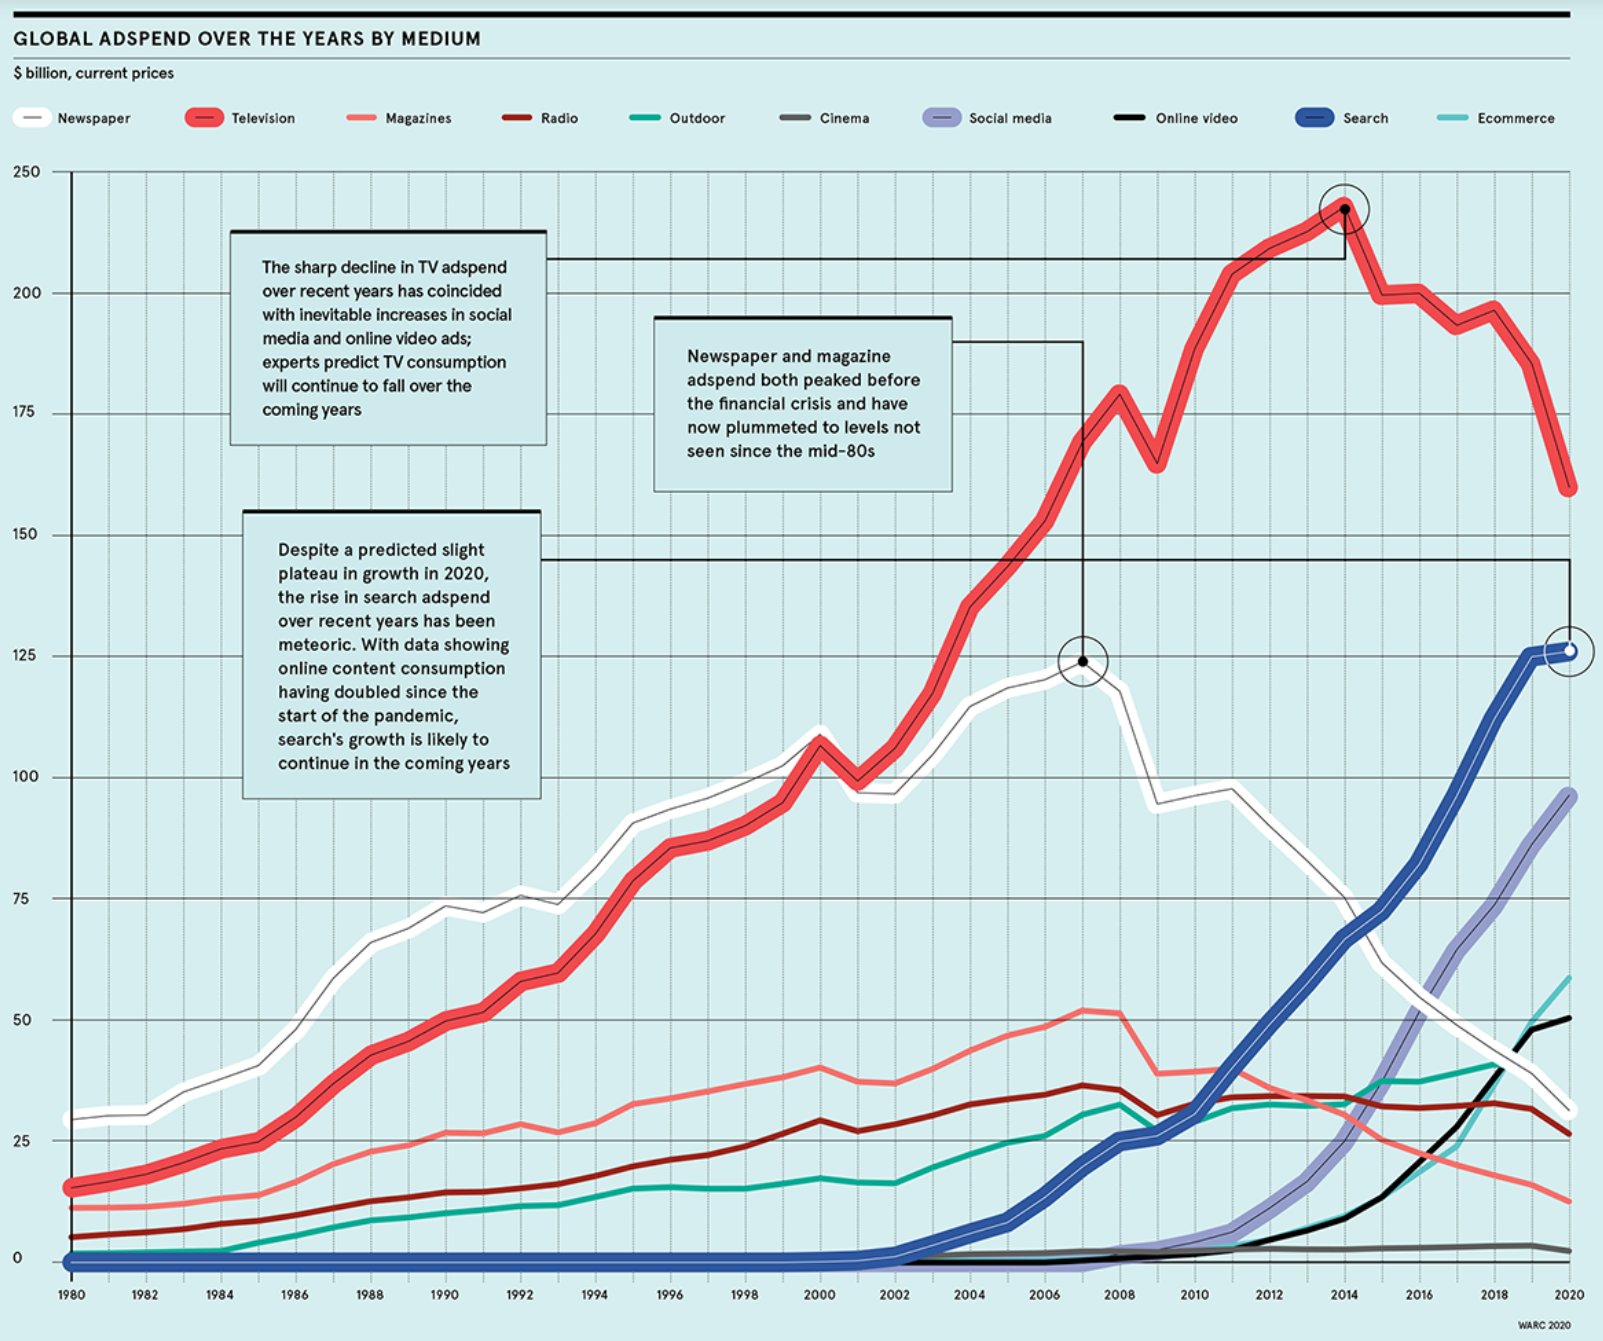 GLOBAL ADSPEND OVER THE YEARS BY MEDIUM
$ billion, current prices
Newspaper Television Magazines Radio Outdoor Cinema Social media Online video Search Ecommerce
250
200
175
150
125
100
75
50
25
0
The sharp decline in TV adspend
over recent years has coincided
with inevitable increases in social
media and online video ads;
experts predict TV consumption
will continue to fall over the
coming years
Newspaper and magazine
adspend both peaked before
the financial crisis and have
now plummeted to levels not
seen since the mid-80s
Despite a predicted slight
plateau in growth in 2020,
the rise in search adspend
over recent years has been
meteoric. With data showing
online content consumption
having doubled since the
start of the pandemic,
search's growth is likely to
continue in the coming years
1980 1982 1984 1986 1988 1990 1992 1994 1996 1998 2000 2002 2004 2006 2008 2010 2012 2014 2016 2018 2020
WARC 2020